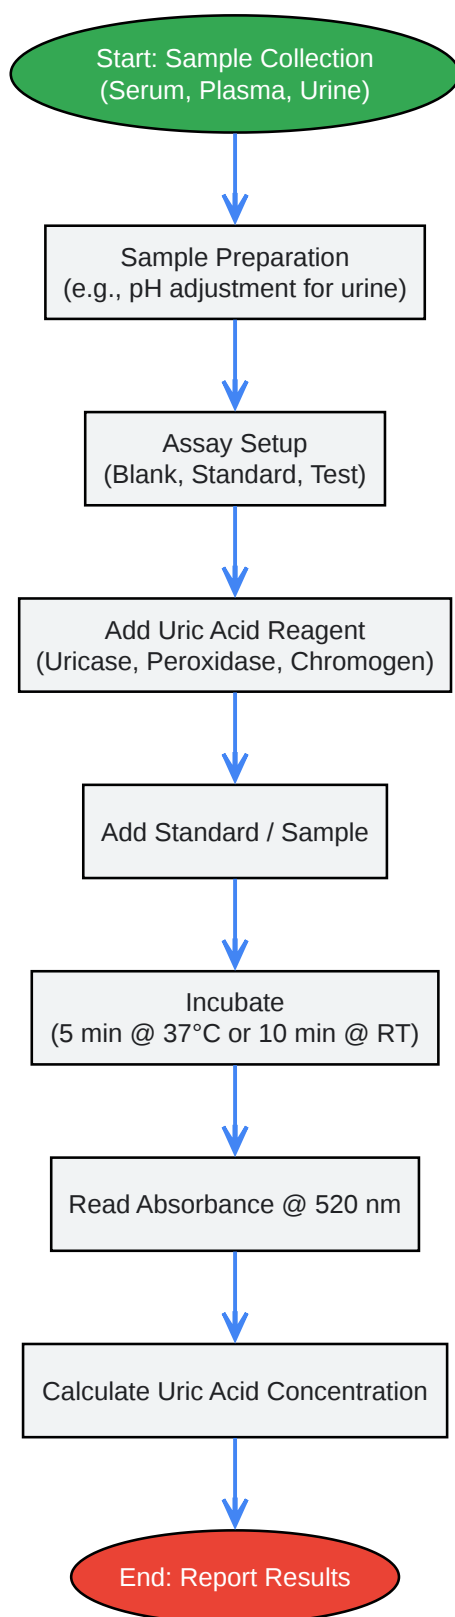 Start: Sample Collection
(Serum, Plasma, Urine)
Sample Preparation
(e.g., pH adjustment for urine)
Assay Setup
(Blank, Standard, Test)
Add Uric Acid Reagent
(Uricase, Peroxidase, Chromogen)
Add Standard / Sample
Incubate
(5 min @ 37°C or 10 min @ RT)
Read Absorbance @ 520 nm
Calculate Uric Acid Concentration
End: Report Results